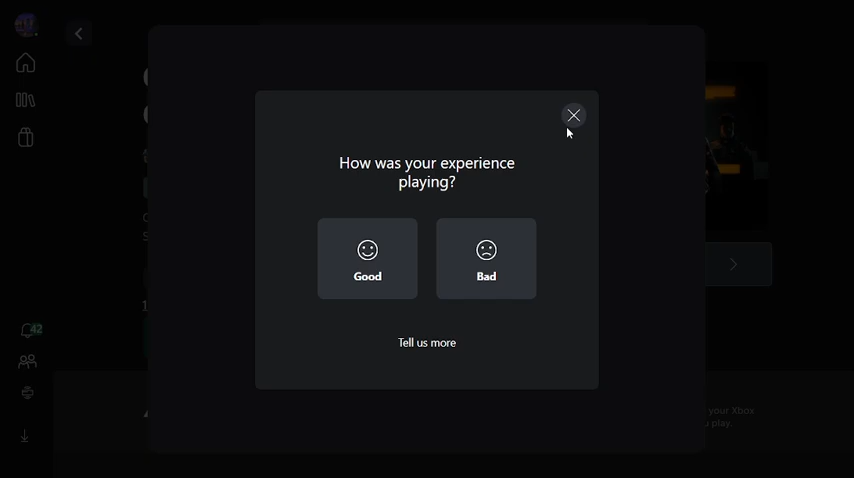 How was your experience
playing?
Good
Bad
Tell us more
42
your Xbox
u play.